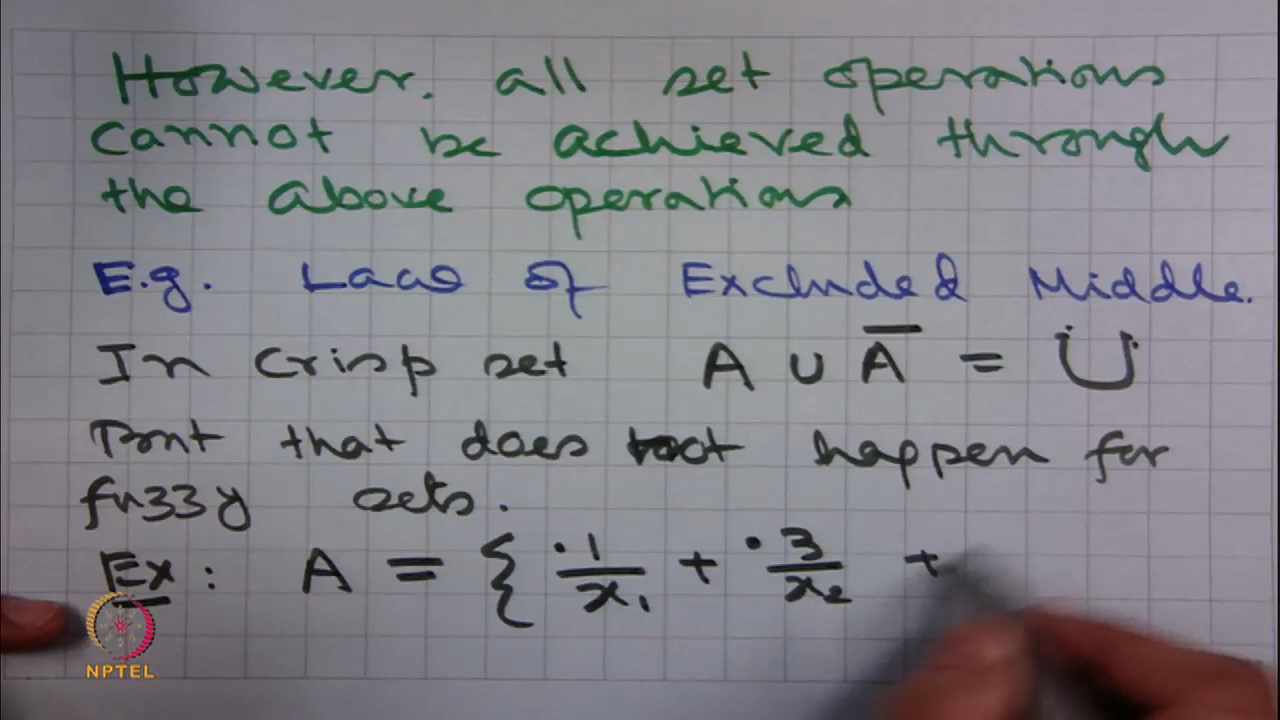 However, all set operations
cannot be achieved through
the above operations
E.g. Laws of Excluded Middle.
In Crisp set A ∪ A̅ = U
But that does not happen for
fuzzy sets.
Ex: A = { .1/x₁ + .3/x₂ +
NPTEL